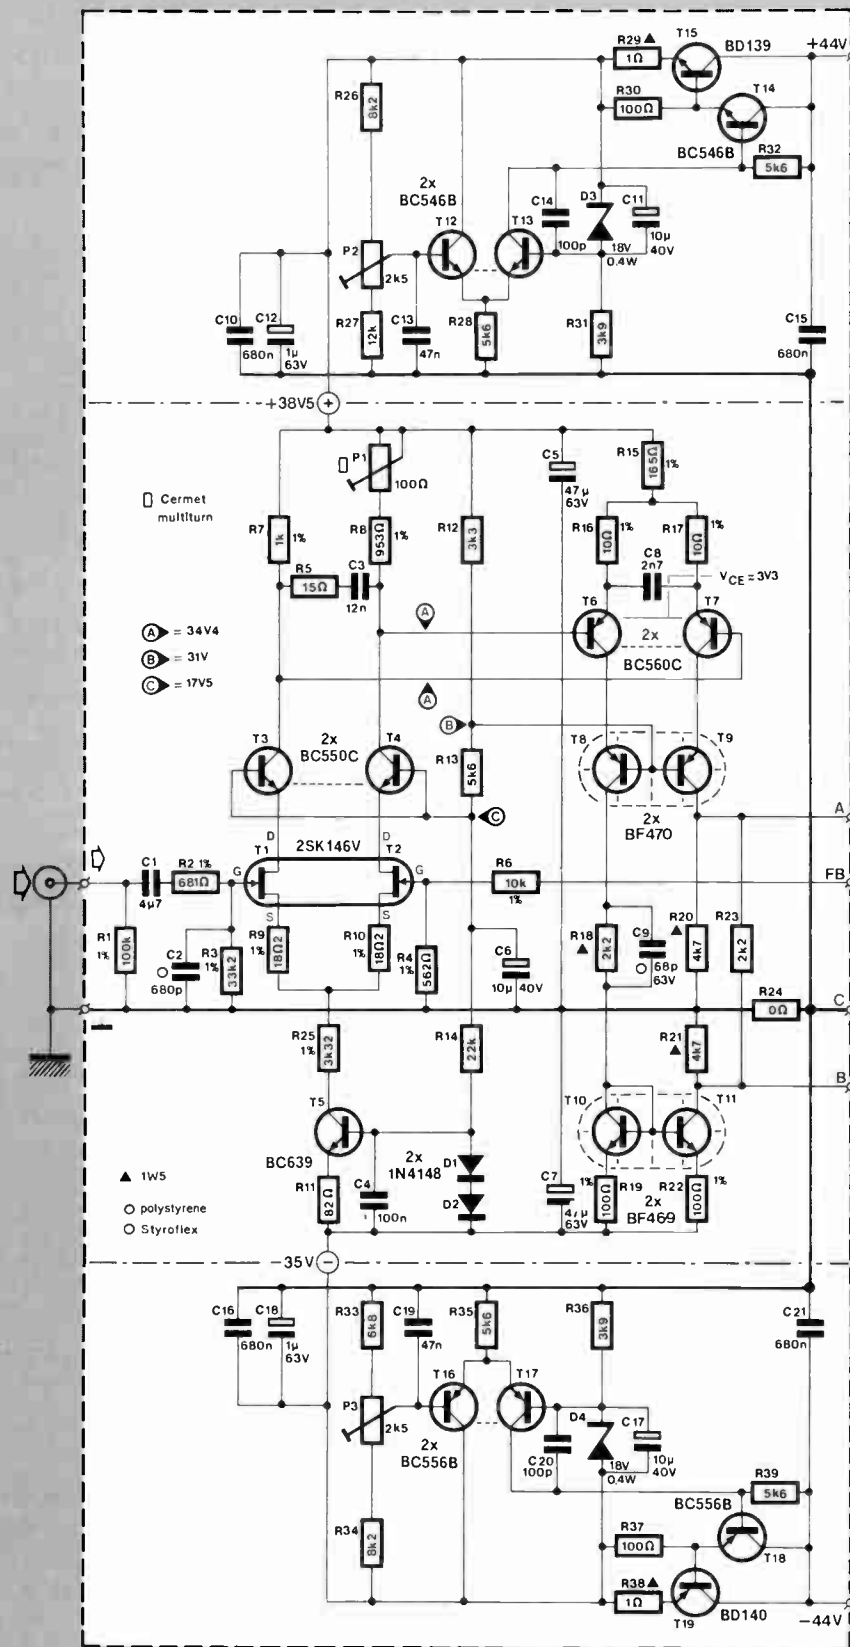 R29▲
1Ω
T15
BD139
+44V
R26
8k2
R30
100Ω
T14
BC546B
R32
5k6
2x
BC546B
C14
100p
D3
18V
0,4W
C11
10µ
40V
T12
T13
P2
2k5
C10
680n
C12
1µ
63V
R27
12k
C13
47n
R28
5k6
R31
3k9
C15
680n
+38V5 +
P1
100Ω
C5
47µ
63V
R15
165Ω
1%
Cermet
multiturn
R7
1k
1%
R8
953Ω
1%
R12
3k3
R16
10Ω
1%
R17
10Ω
1%
R5
15Ω
C3
12n
C8
2n7
VCE = 3V3
T6
T7
2x
BC560C
A
A = 34V4
B = 31V
C = 17V5
A
B
T3
2x
BC550C
T4
R13
5k6
T8
T9
2x
BF470
C
A
D
D
T1
2SK146V
T2
C1
4µ7
R2 1%
681Ω
G
G
R6
10k
1%
FB
S
S
R1
1%
100k
C2
680p
R3
1%
33k2
R9
1%
18Ω2
R10
1%
18Ω2
R4
1%
562Ω
C6
10µ 40V
▲R18
2k2
C9
68p
63V
R20
▲
4k7
R23
2k2
R24
0Ω
C
R25
1%
3k32
R14
22k
R21
▲
4k7
B
T5
BC639
T10
T11
▲ 1W5
2x
1N4148
D1
D2
R11
82Ω
C4
100n
C7
47µ
63V
1%
R19
100Ω
2x
BF469
R22
100Ω
1%
polystyrene
Styroflex
−35V −
C16
680n
C18
1µ
63V
R33
6k8
C19
47n
R35
5k6
R36
3k9
C21
680n
T16
T17
P3
2k5
2x
BC556B
D4
18V
0,4W
C17
10µ
40V
C20
100p
R39
5k6
BC556B
R34
8k2
R37
100Ω
T18
R38▲
1Ω
T19
BD140
−44V